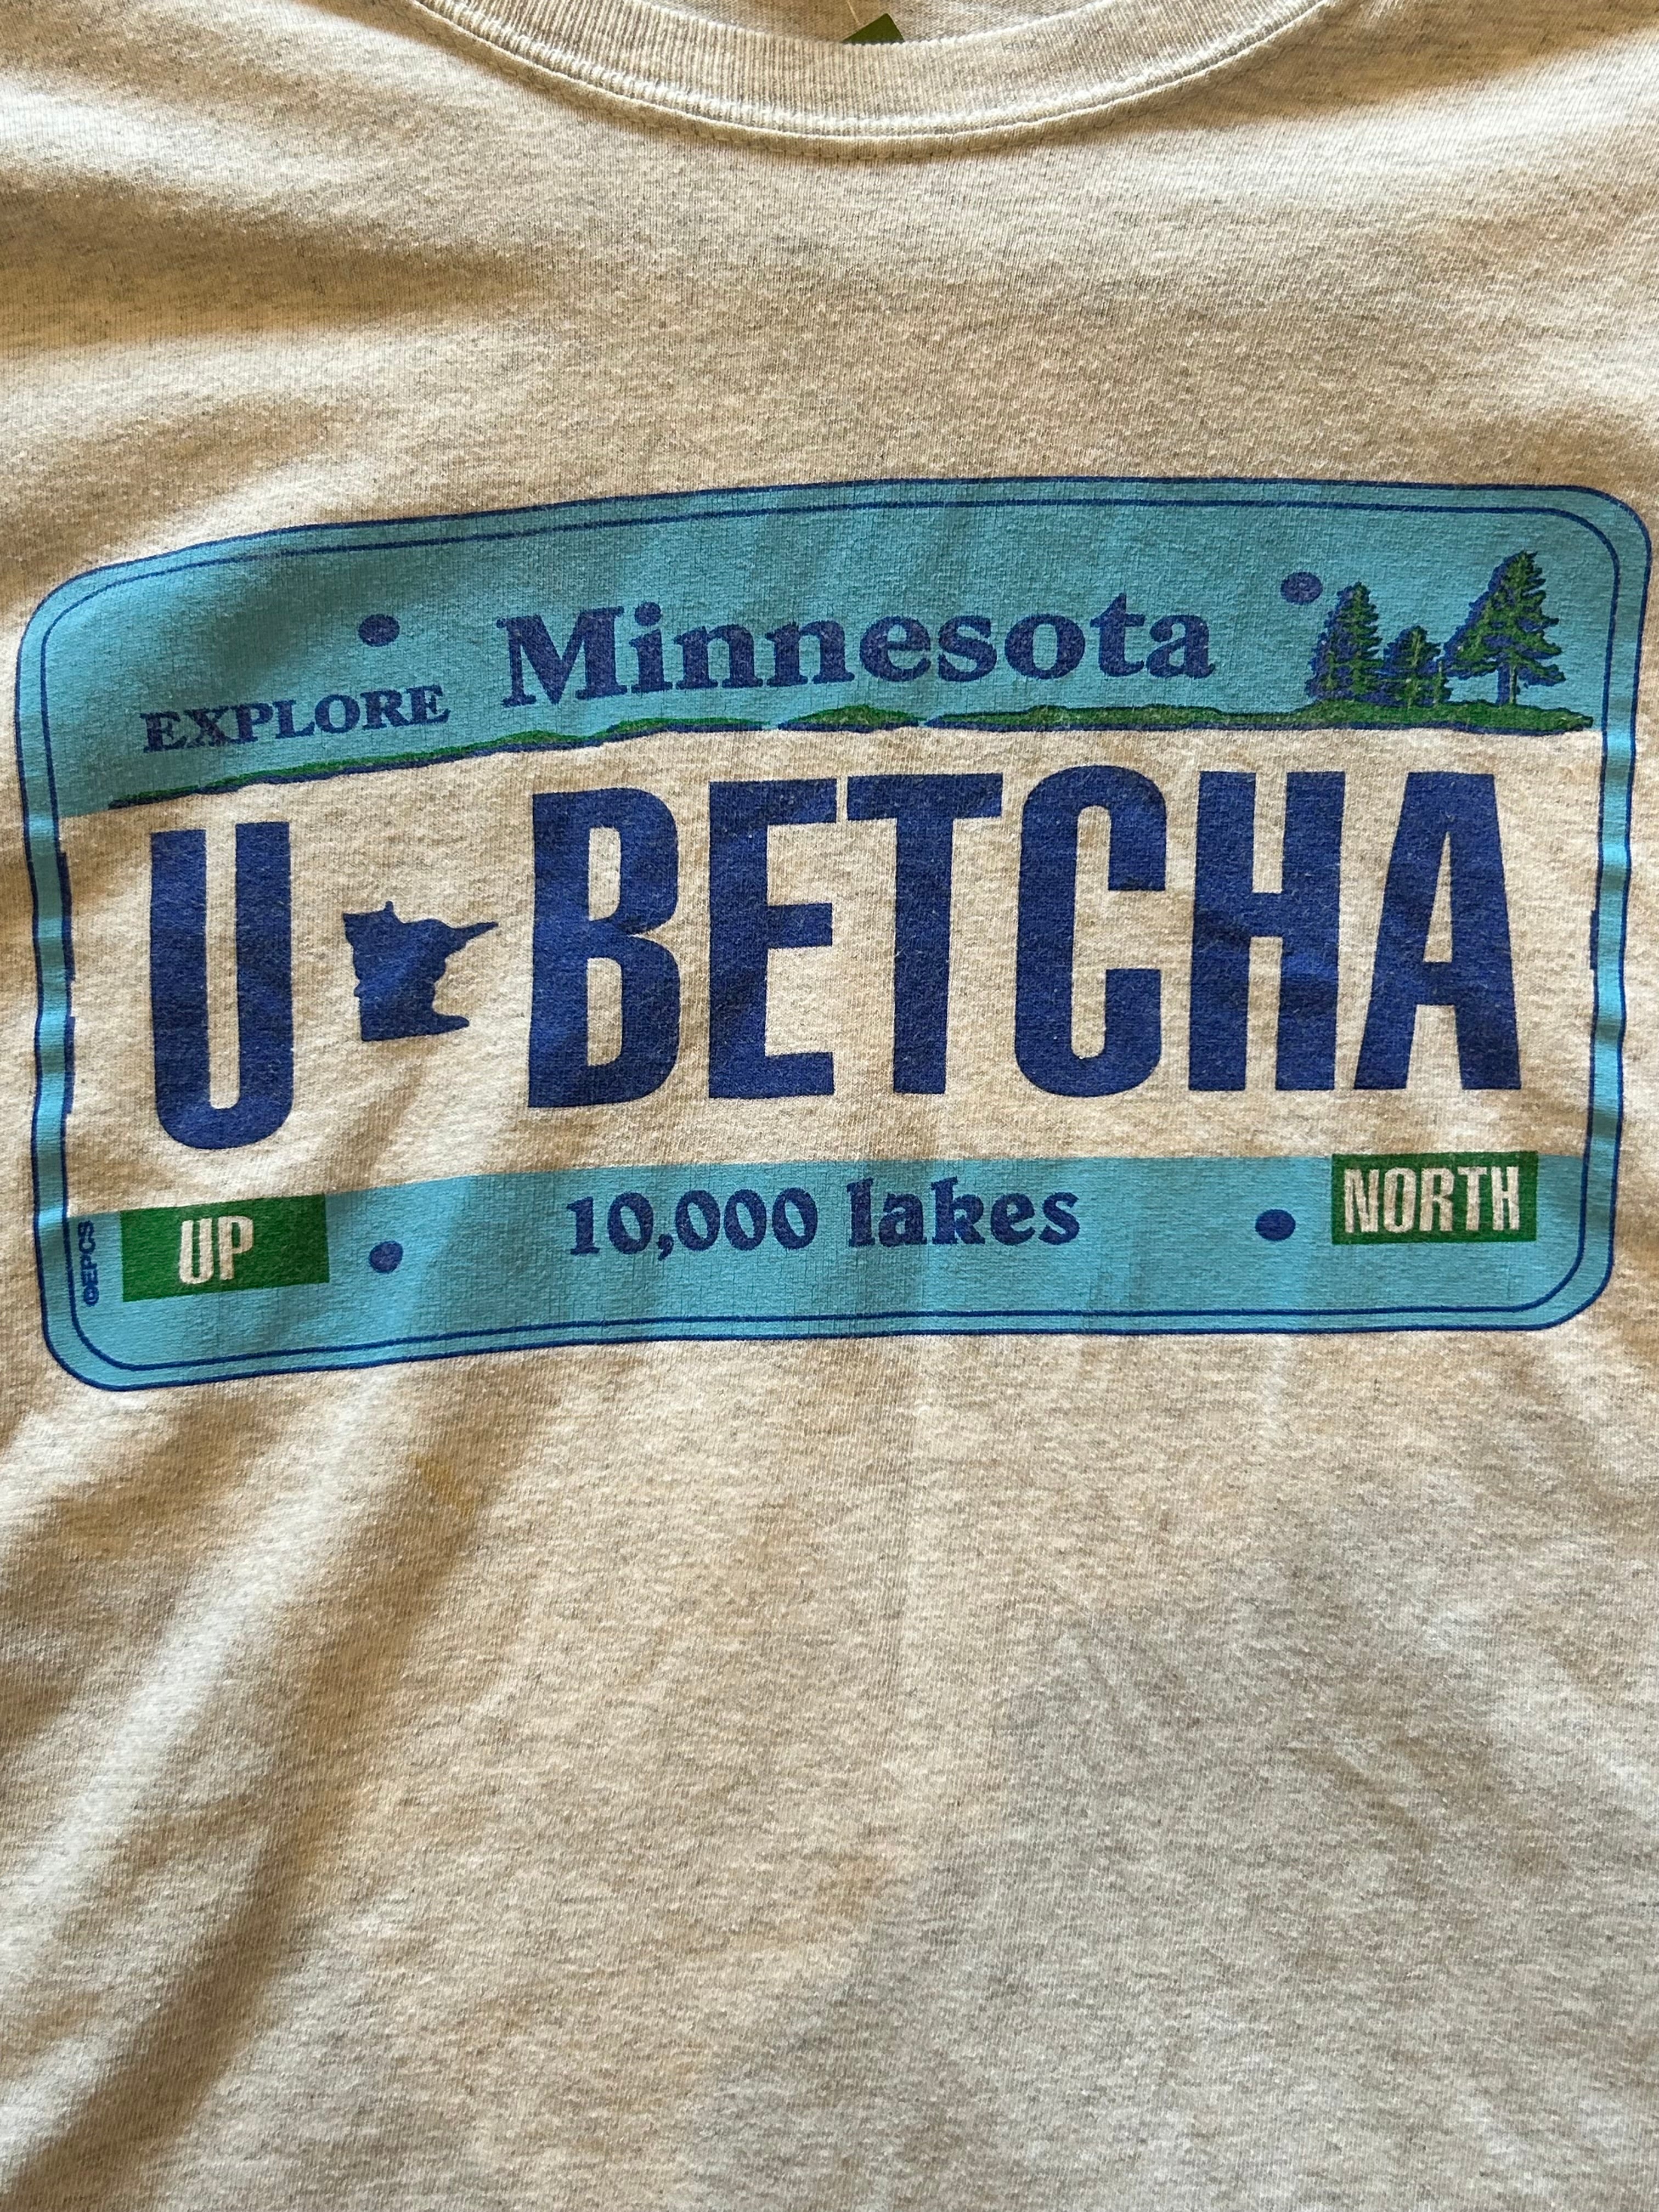 EXPLORE Minnesota
U BETCHA
UP 10,000 lakes NORTH
©EPCS